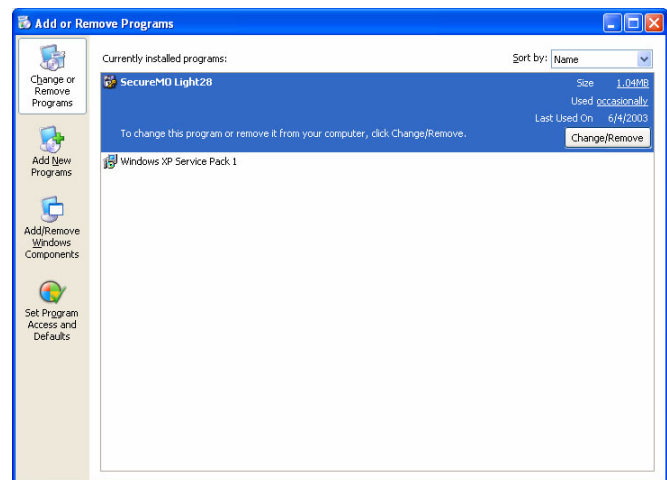 Add or Remove Programs
Change or
Remove
Programs
Add New
Programs
Add/Remove
Windows
Components
Set Program
Access and
Defaults
Currently installed programs:
Sort by: Name
SecureMO Light28
Size 1.04MB
Used occasionally
Last Used On 6/4/2003
To change this program or remove it from your computer, click Change/Remove.
Change/Remove
Windows XP Service Pack 1